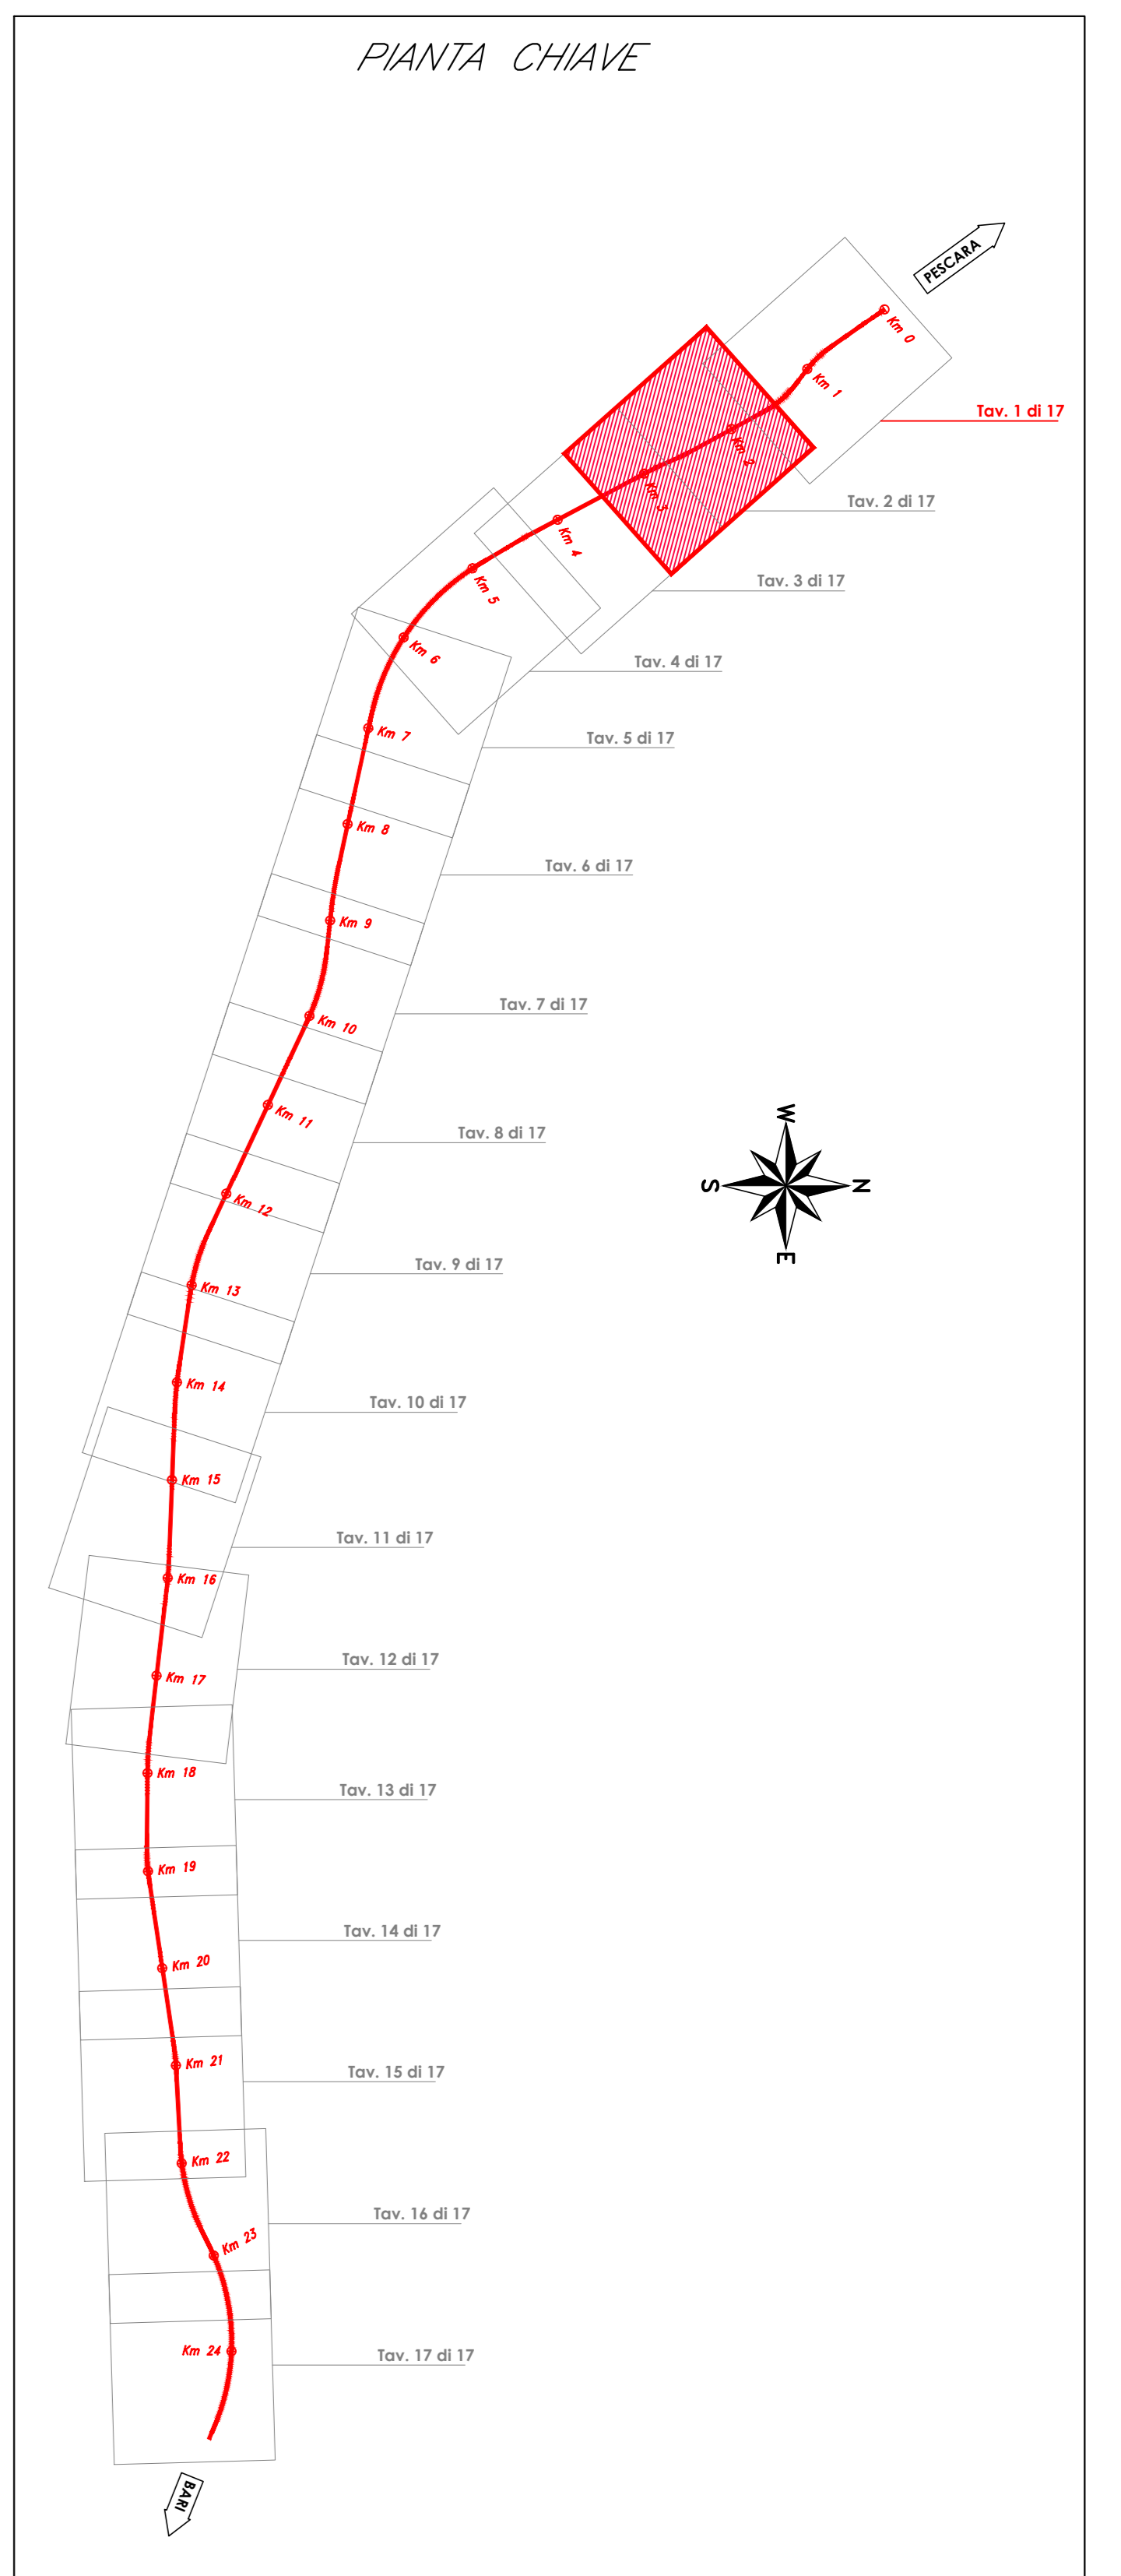 PIANTA CHIAVE
PESCARA
Km 0
Km 1
Tav. 1 di 17
Km 2
Km 3
Tav. 2 di 17
Km 4
Km 5
Tav. 3 di 17
Km 6
Tav. 4 di 17
Km 7
Tav. 5 di 17
Km 8
Tav. 6 di 17
Km 9
Tav. 7 di 17
Km 10
Km 11
W
Tav. 8 di 17
S
N
Km 12
E
Tav. 9 di 17
Km 13
Km 14
Tav. 10 di 17
Km 15
Tav. 11 di 17
Km 16
Tav. 12 di 17
Km 17
Km 18
Tav. 13 di 17
Km 19
Tav. 14 di 17
Km 20
Km 21
Tav. 15 di 17
Km 22
Tav. 16 di 17
Km 23
Km 24
Tav. 17 di 17
BARI